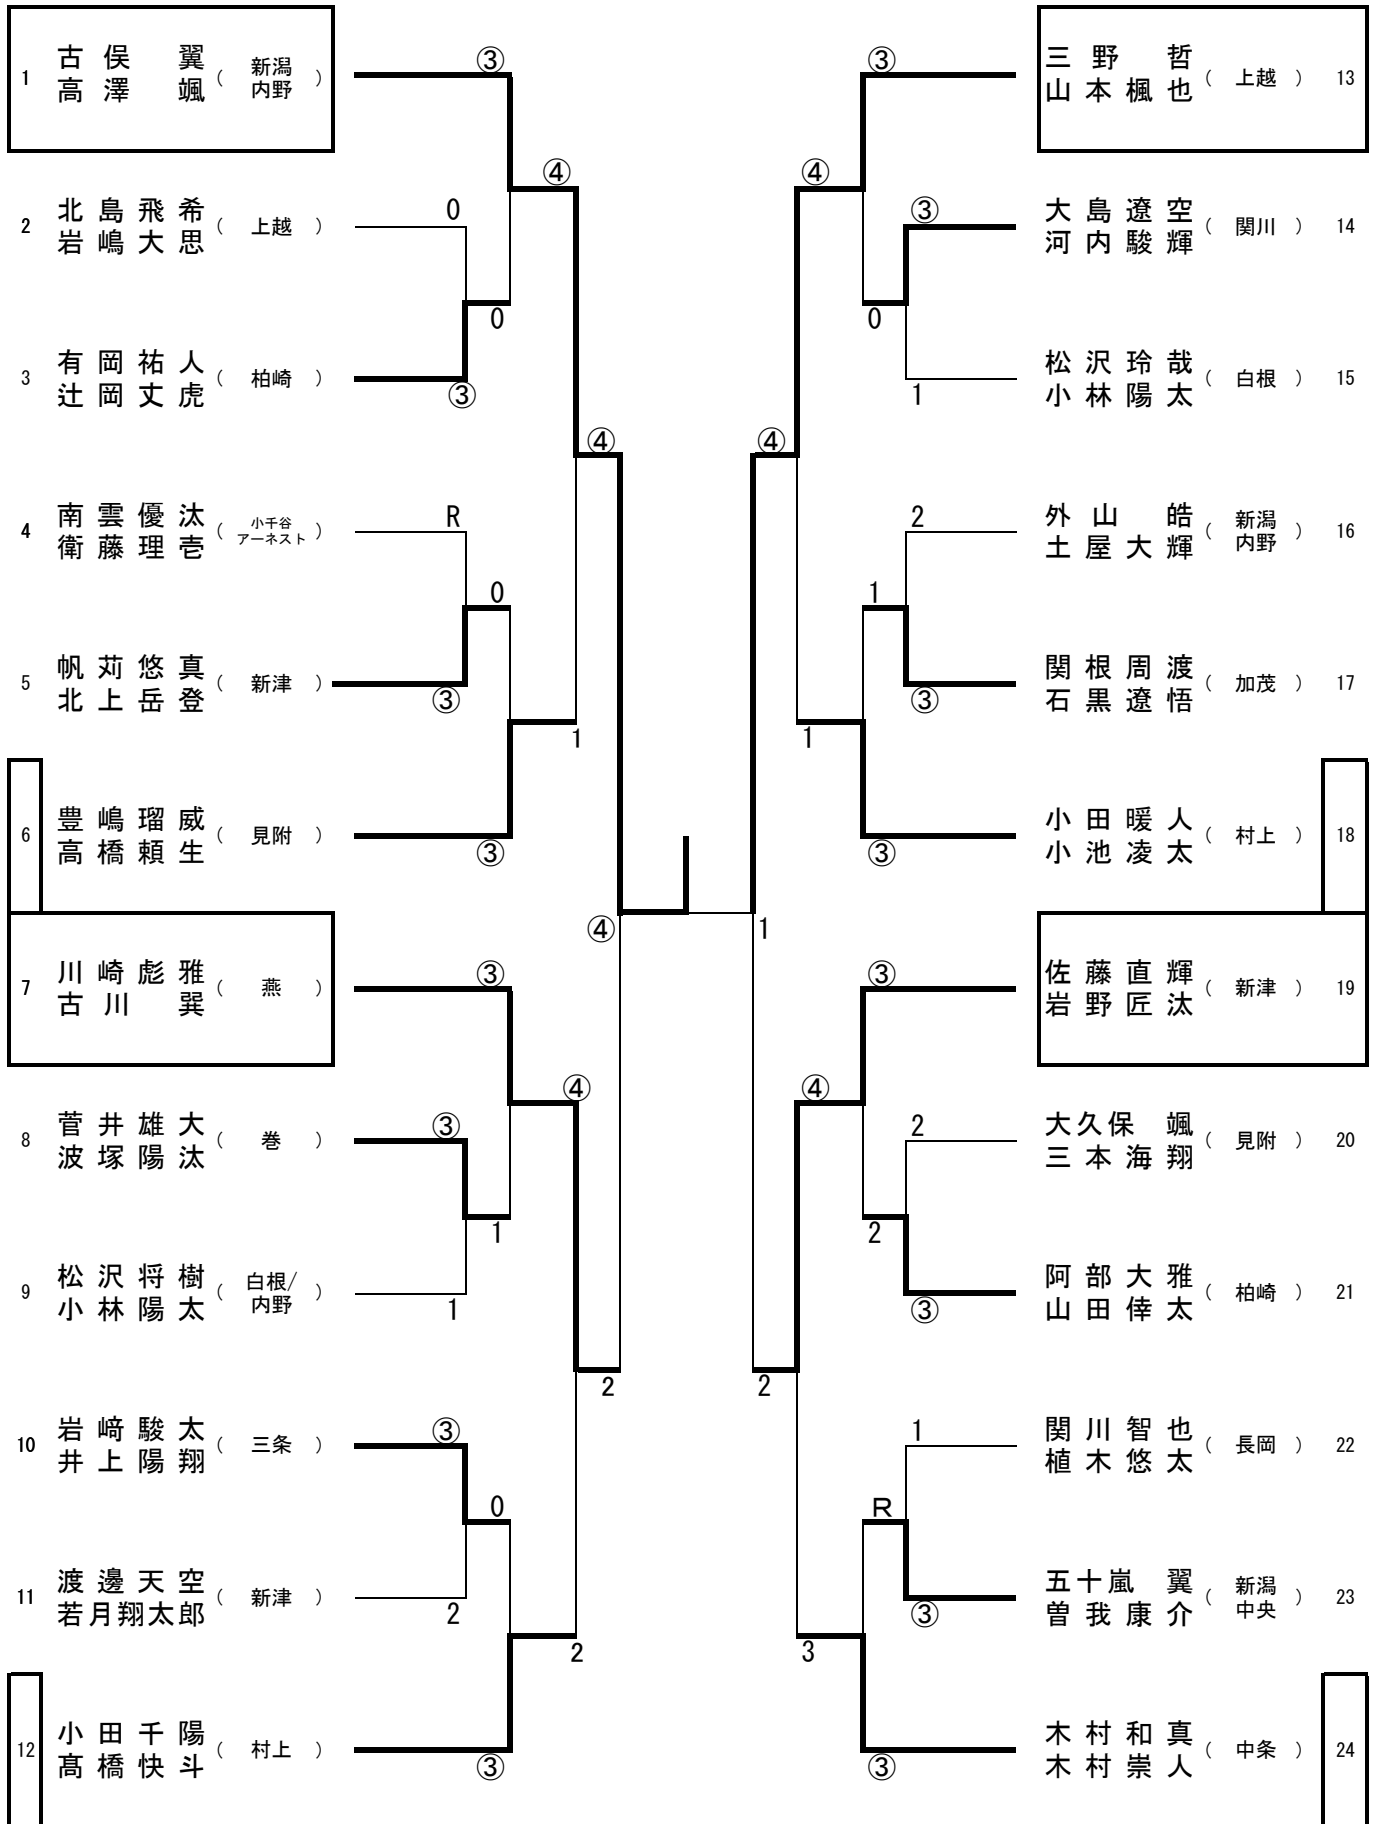 1 古俣 翼 高澤 颯 （ 新潟 内野 ）
③
2 北島飛希 岩嶋大思 （ 上越 ）
0
④
0
3 有岡祐人 辻岡丈虎 （ 柏崎 ）
③
④
4 南雲優汰 衛藤理壱 （ 小千谷 アーネスト ）
R
0
5 帆苅悠真 北上岳登 （ 新津 ）
③
1
6 豊嶋瑠威 高橋頼生 （ 見附 ）
③
④
7 川崎彪雅 古川 巽 （ 燕 ）
③
④
8 菅井雄大 波塚陽汰 （ 巻 ）
③
1
9 松沢将樹 小林陽太 （ 白根/ 内野 ）
1
2
10 岩﨑駿太 井上陽翔 （ 三条 ）
③
0
11 渡邊天空 若月翔太郎 （ 新津 ）
2
2
12 小田千陽 髙橋快斗 （ 村上 ）
③
③
三野 哲 山本楓也 （ 上越 ） 13
④
③
大島遼空 河内駿輝 （ 関川 ） 14
0
1
松沢玲哉 小林陽太 （ 白根 ） 15
④
2
外山 皓 土屋大輝 （ 新潟 内野 ） 16
1
③
関根周渡 石黒遼悟 （ 加茂 ） 17
1
③
小田暖人 小池凌太 （ 村上 ） 18
1
③
佐藤直輝 岩野匠汰 （ 新津 ） 19
④
2
大久保 颯 三本海翔 （ 見附 ） 20
2
③
阿部大雅 山田倖太 （ 柏崎 ） 21
2
1
関川智也 植木悠太 （ 長岡 ） 22
R
③
五十嵐 翼 曽我康介 （ 新潟 中央 ） 23
3
③
木村和真 木村崇人 （ 中条 ） 24